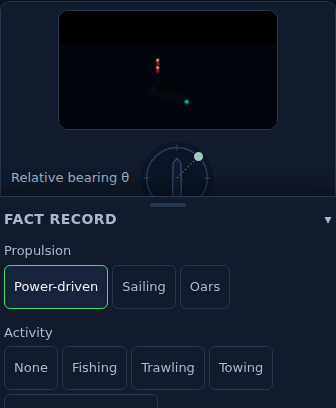 Relative bearing θ
FACT RECORD ▼
Propulsion
Power-driven Sailing Oars
Activity
None Fishing Trawling Towing